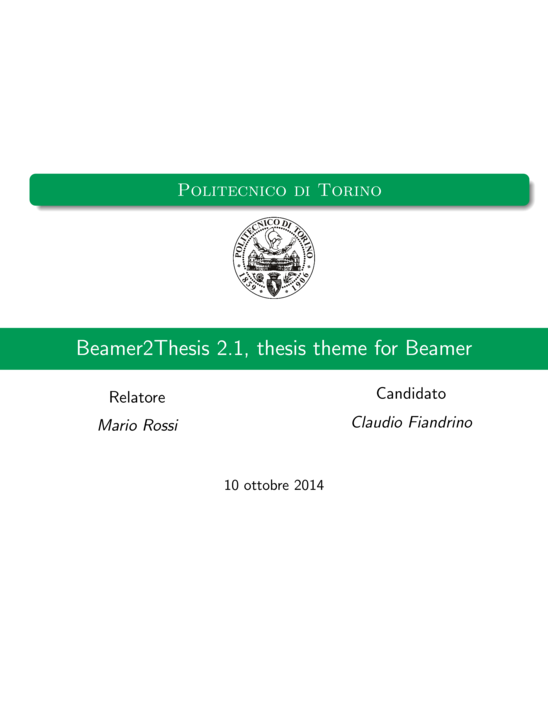 Politecnico di Torino
POLITECNICO DI TORINO
* 1859 * * 1906 *
Beamer2Thesis 2.1, thesis theme for Beamer
Relatore
Candidato
Mario Rossi
Claudio Fiandrino
10 ottobre 2014